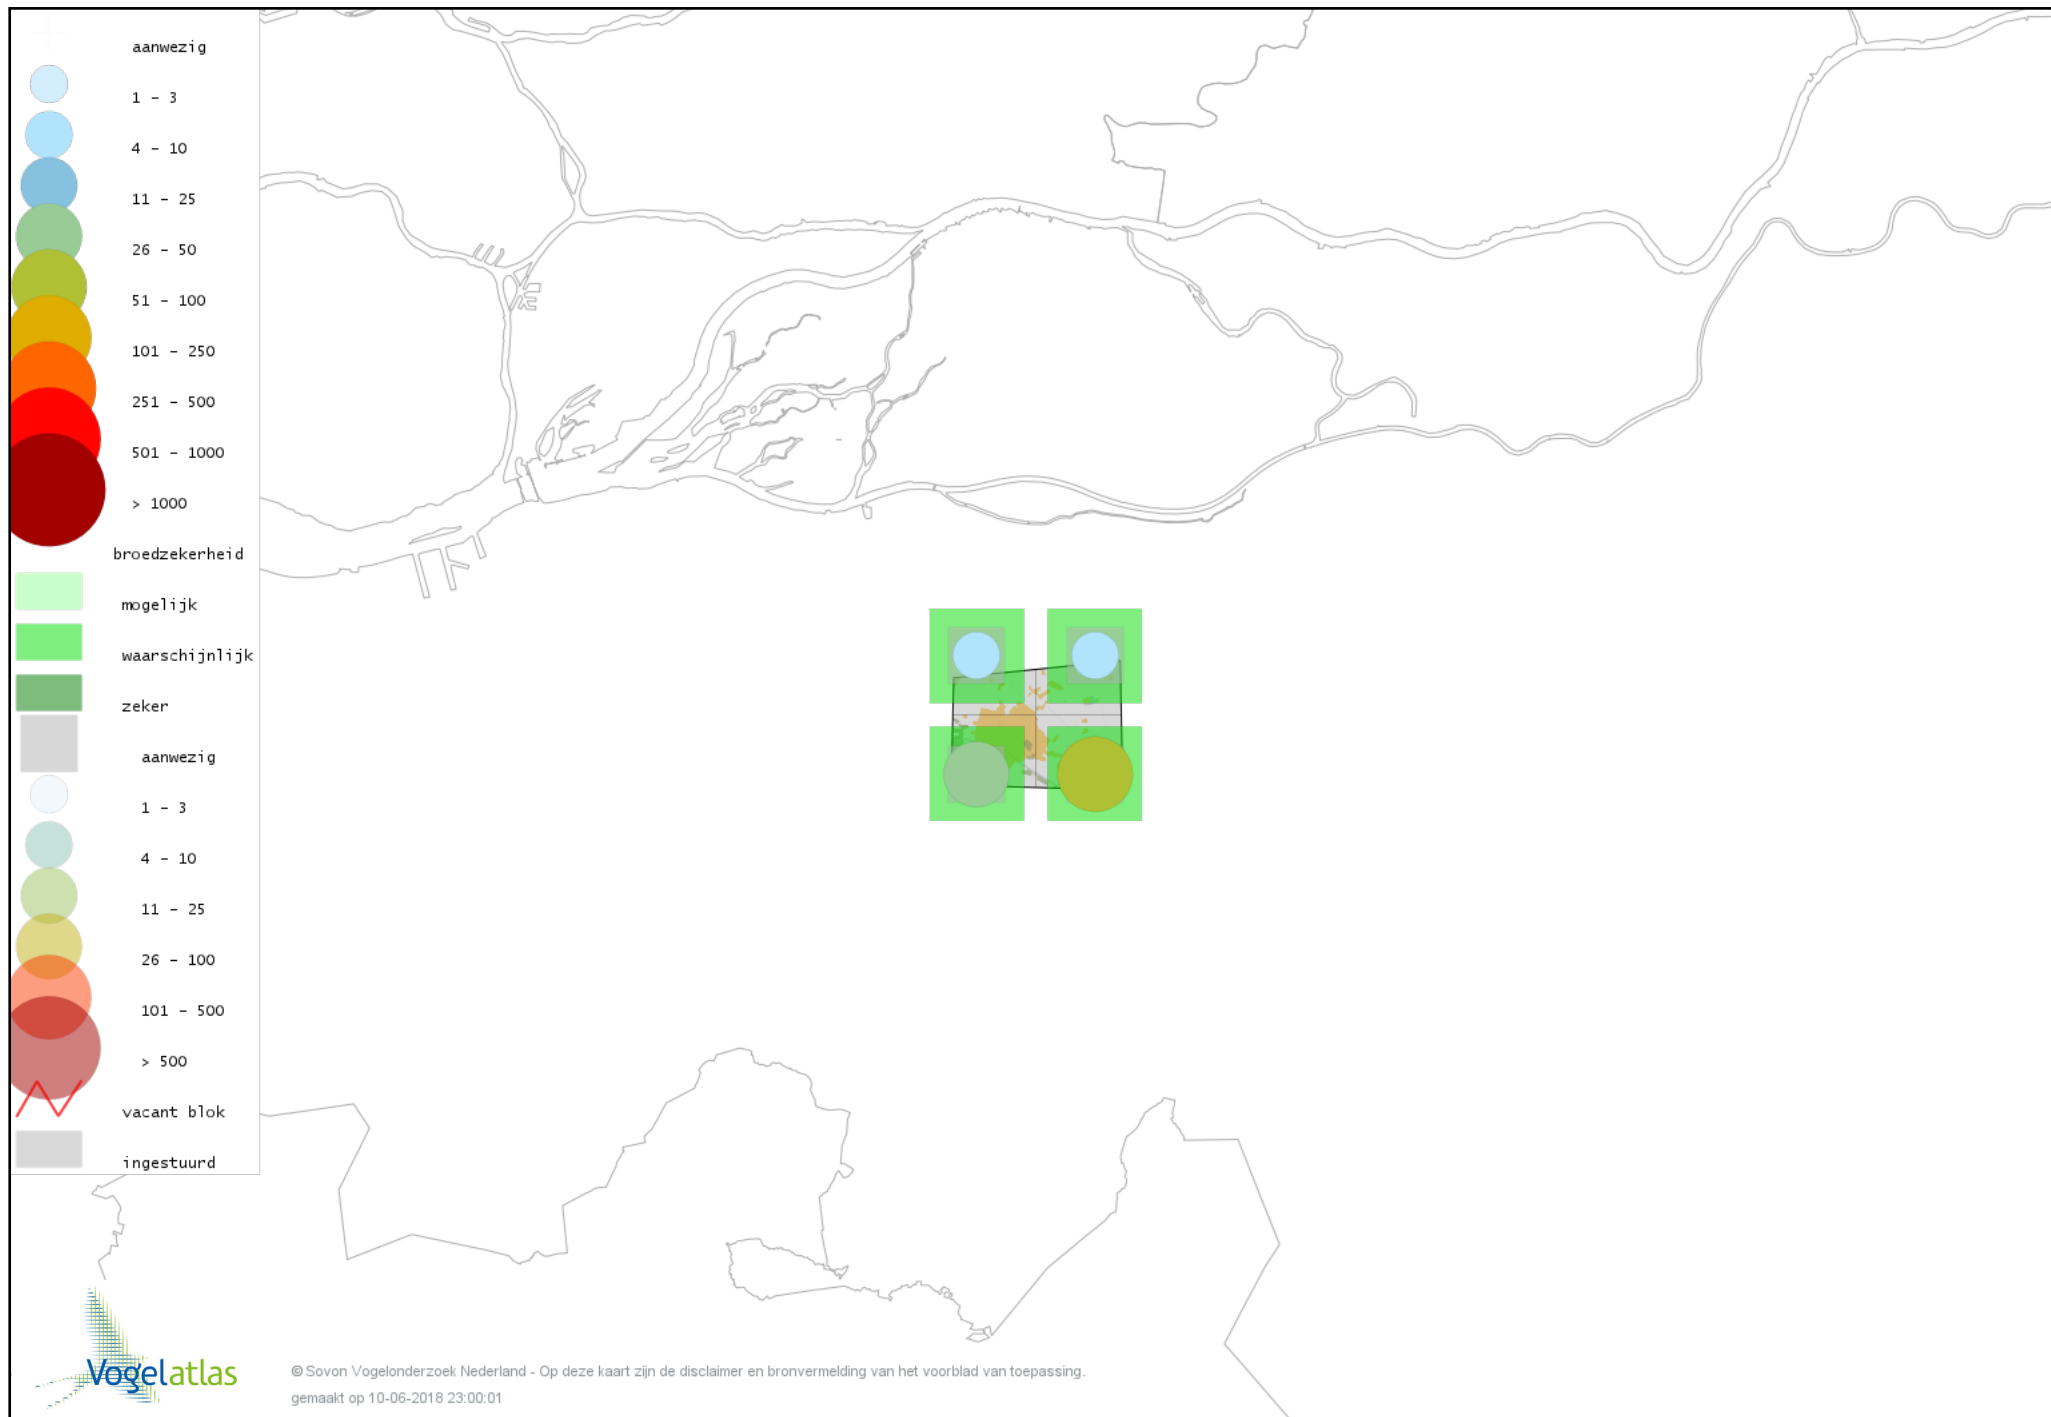 aanwezig
1 - 3
4 - 10
11 - 25
26 - 50
51 - 100
101 - 250
251 - 500
501 - 1000
> 1000
broedzekerheid
mogelijk
waarschijnlijk
zeker
aanwezig
1 - 3
4 - 10
11 - 25
26 - 100
101 - 500
> 500
vacant blok
ingestuurd
Vogelatlas
© Sovon Vogelonderzoek Nederland - Op deze kaart zijn de disclaimer en bronvermelding van het voorblad van toepassing.
gemaakt op 10-06-2018 23:00:01